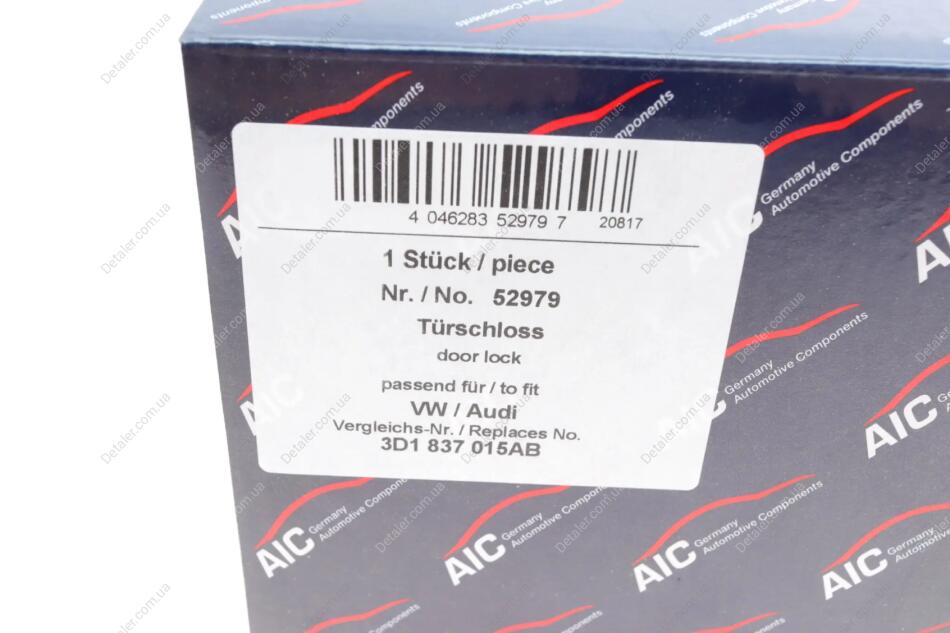 4 046283 52979 7 20817
1 Stück / piece
Nr. / No. 52979
Türschloss
door lock
passend für / to fit
VW / Audi
Vergleichs-Nr. / Replaces No.
3D1 837 015AB
AIC Germany
Automotive Components
Detaler.com.ua